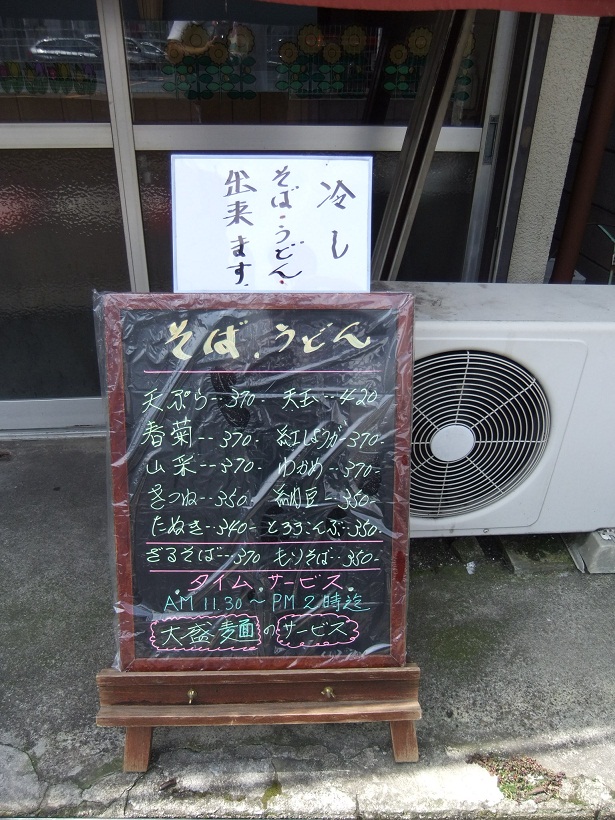 冷し
そば・うどん
出来ます.
そば.うどん
天ぷら---370- 天玉---420
春菊---370- 紅しょうが-370-
山菜---370- わかめ---370-
きつね---350- 納豆---350-
たぬき---340- とろろこんぶ-350-
ざるそば---370 もりそば---350-
タイム.サービス
AM 11.30～PM 2時迄
大盛麺のサービス